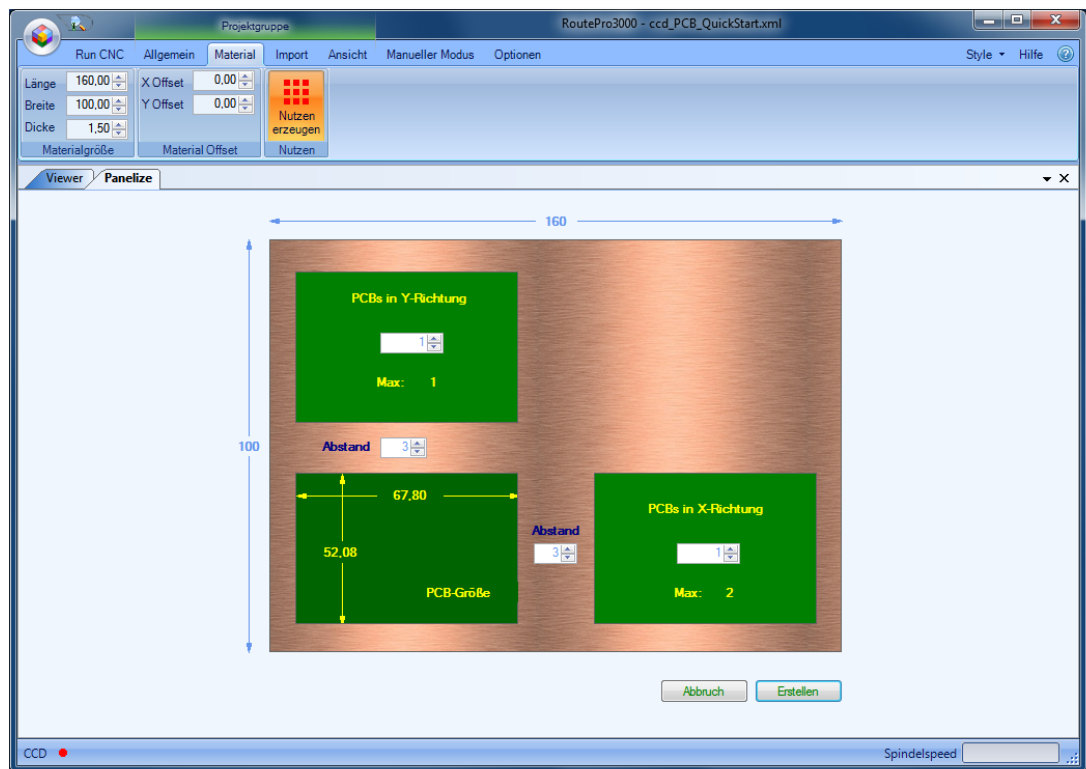 Projektgruppe
RoutePro3000 - ccd_PCB_QuickStart.xml
Run CNC Allgemein Material Import Ansicht Manueller Modus Optionen Style Hilfe
Länge 160,00 X Offset 0,00
Breite 100,00 Y Offset 0,00
Dicke 1,50
Nutzen
erzeugen
Materialgröße Material Offset Nutzen
Viewer Panelize
160
PCBs in Y-Richtung
1
Max: 1
100
Abstand 3
67,80
52,08
PCB-Größe
Abstand
3
PCBs in X-Richtung
1
Max: 2
Abbruch Erstellen
CCD Spindelspeed